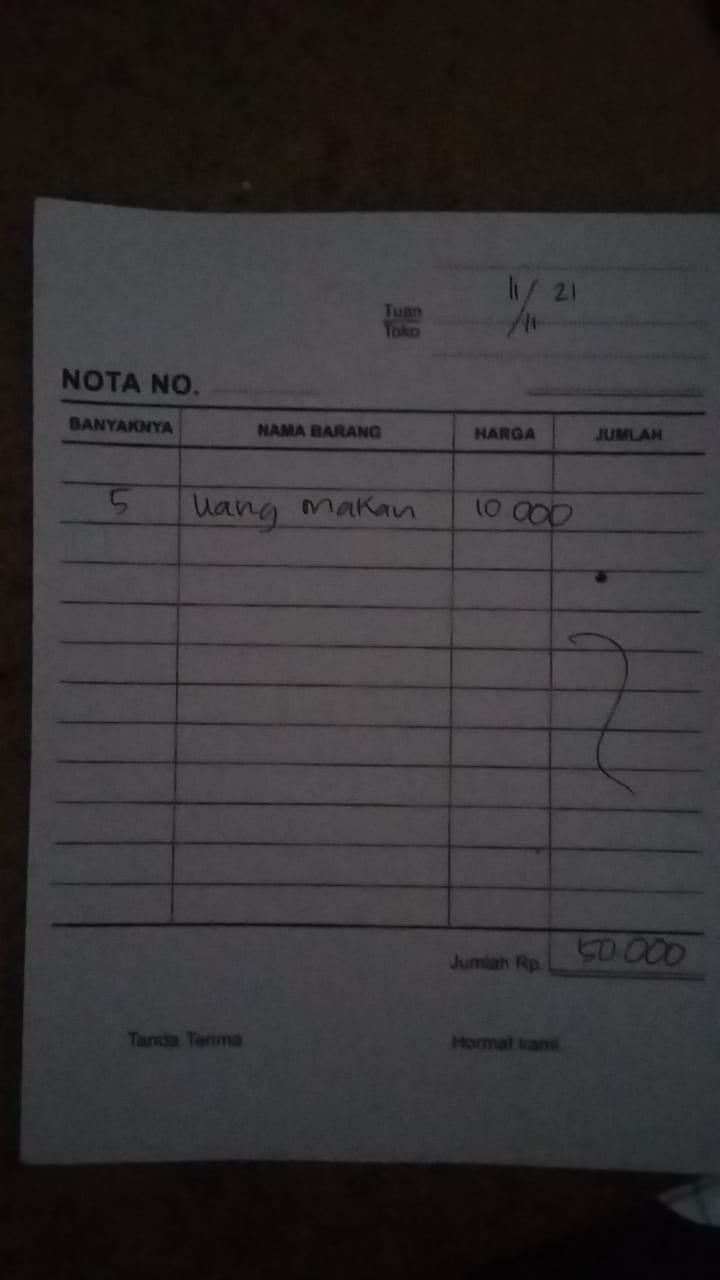 11/11 21
Tuan
Toko
NOTA NO.
BANYAKNYA NAMA BARANG HARGA JUMLAH
5 Uang makan 10.000
Jumlah Rp. 50.000
Tanda Terima Hormat kami